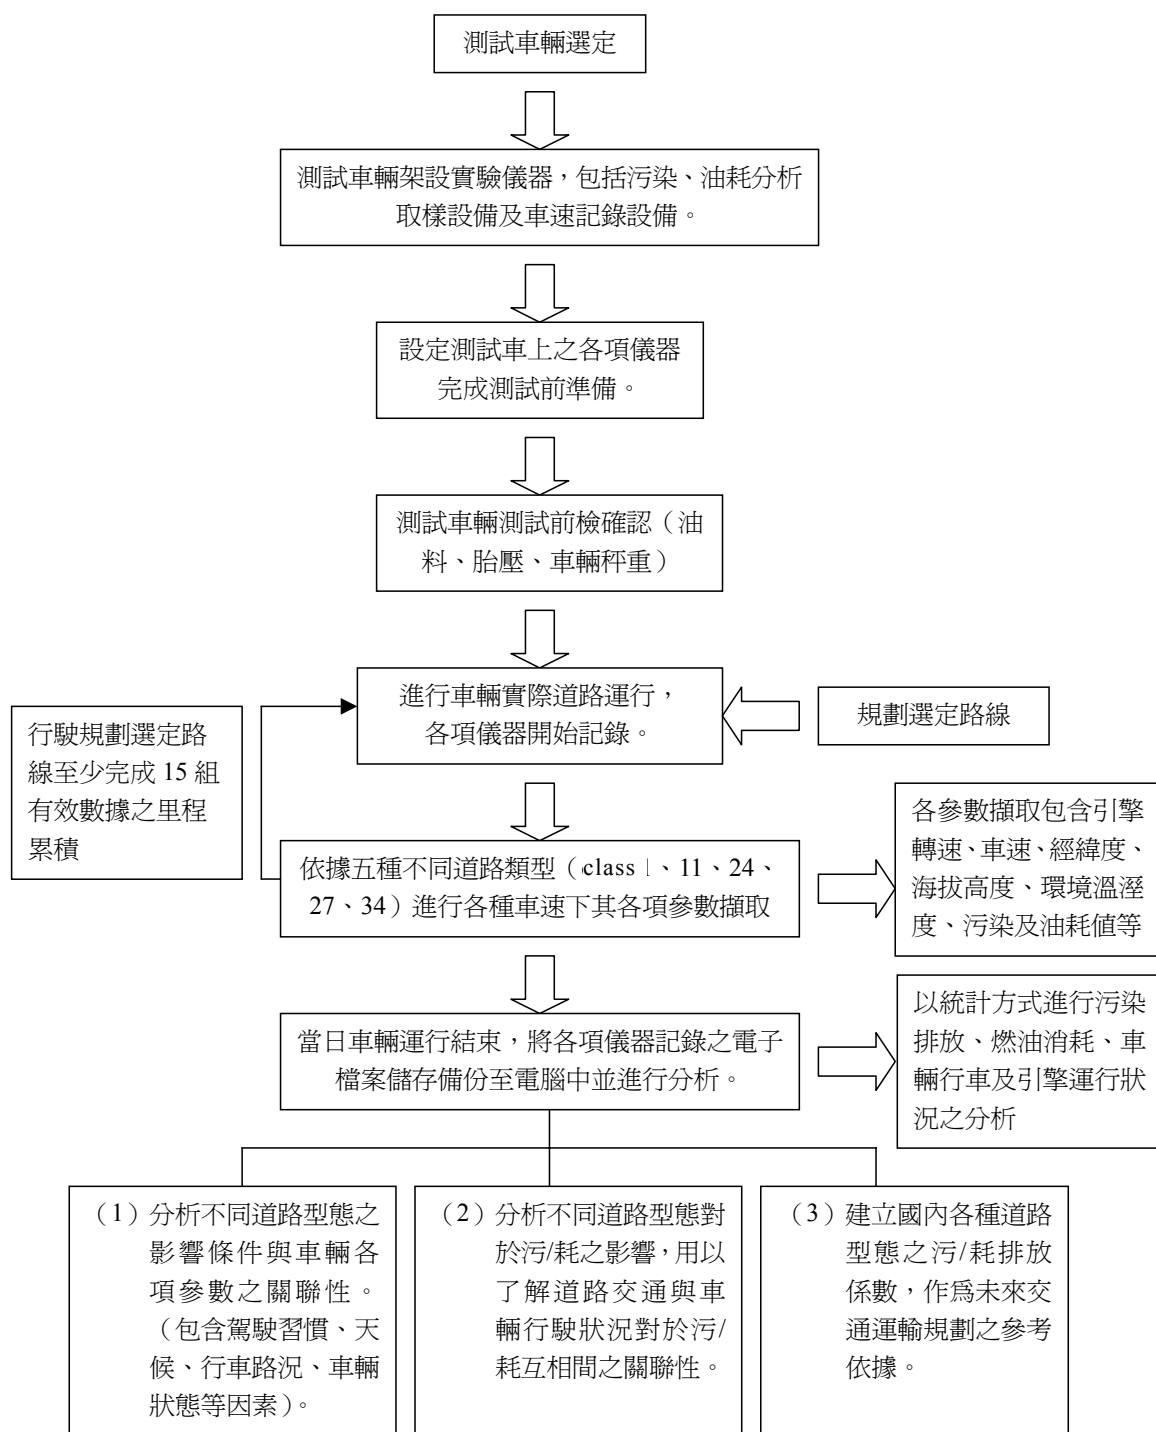 測試車輛選定
測試車輛架設實驗儀器，包括污染、油耗分析
取樣設備及車速記錄設備。
設定測試車上之各項儀器
完成測試前準備。
測試車輛測試前檢確認（油
料、胎壓、車輛秤重）
進行車輛實際道路運行，
各項儀器開始記錄。
規劃選定路線
行駛規劃選定路
線至少完成 15 組
有效數據之里程
累積
依據五種不同道路類型（class 1、11、24、
27、34）進行各種車速下其各項參數擷取
各參數擷取包含引擎
轉速、車速、經緯度、
海拔高度、環境溫溼
度、污染及油耗值等
當日車輛運行結束，將各項儀器記錄之電子
檔案儲存備份至電腦中並進行分析。
以統計方式進行污染
排放、燃油消耗、車
輛行車及引擎運行狀
況之分析
（1）分析不同道路型態之
影響條件與車輛各
項參數之關聯性。
（包含駕駛習慣、天
候、行車路況、車輛
狀態等因素）。
（2）分析不同道路型態對
於污/耗之影響，用以
了解道路交通與車
輛行駛狀況對於污/
耗互相間之關聯性。
（3）建立國內各種道路
型態之污/耗排放
係數，作為未來交
通運輸規劃之參考
依據。